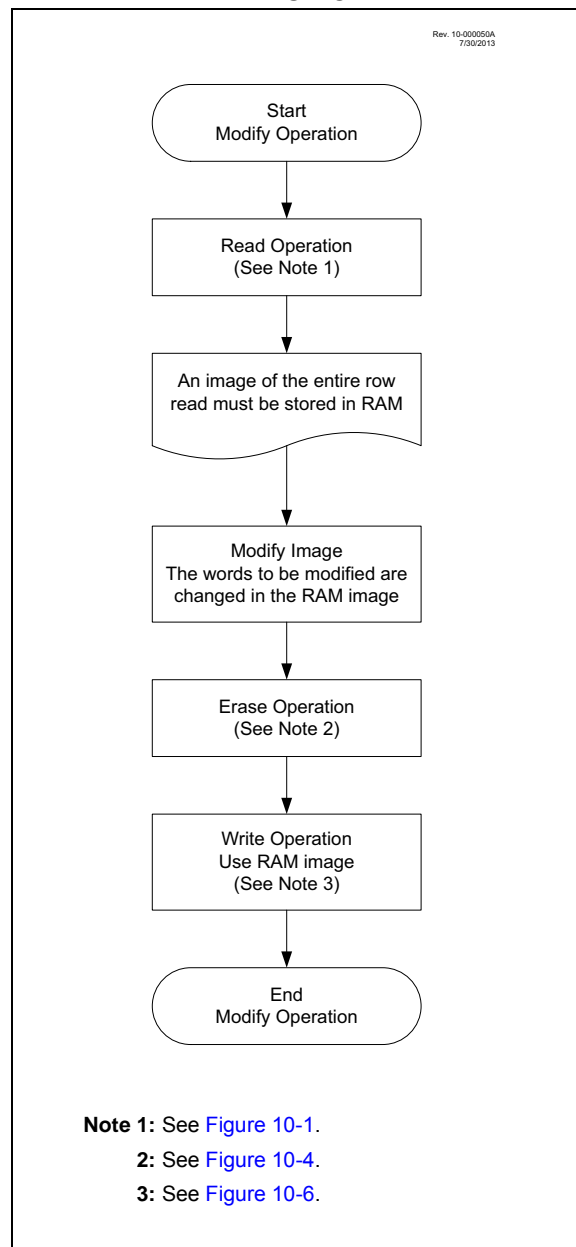 Rev. 10-000050A
7/30/2013
Start
Modify Operation
Read Operation
(See Note 1)
An image of the entire row
read must be stored in RAM
Modify Image
The words to be modified are
changed in the RAM image
Erase Operation
(See Note 2)
Write Operation
Use RAM image
(See Note 3)
End
Modify Operation
Note 1: See Figure 10-1.
2: See Figure 10-4.
3: See Figure 10-6.